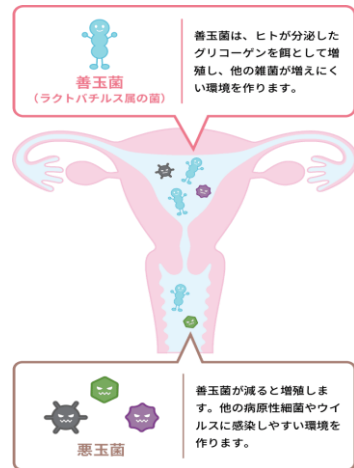 善玉菌
(ラクトバチルス属の菌)
善玉菌は、ヒトが分泌した
グリコーゲンを餌として増
殖し、他の雑菌が増えにく
い環境を作ります。
悪玉菌
善玉菌が減ると増殖しま
す。他の病原性細菌やウイ
ルスに感染しやすい環境を
作ります。